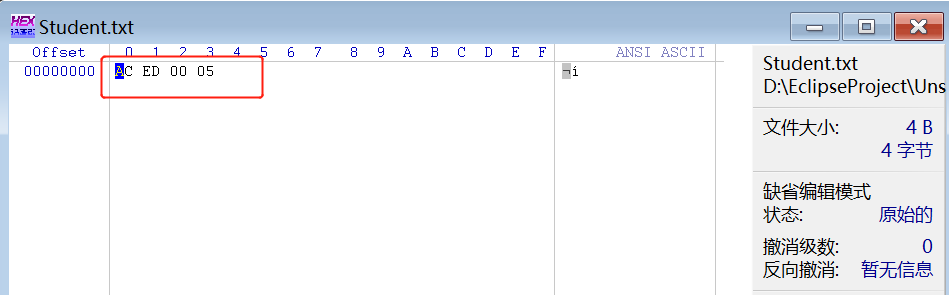 HEX Student.txt
Offset 0 1 2 3 4 5 6 7 8 9 A B C D E F ANSI ASCII
00000000 AC ED 00 05 ¬í
Student.txt
D:\EclipseProject\Uns
文件大小: 4 B
4 字节
缺省编辑模式
状态: 原始的
撤消级数: 0
反向撤消: 暂无信息